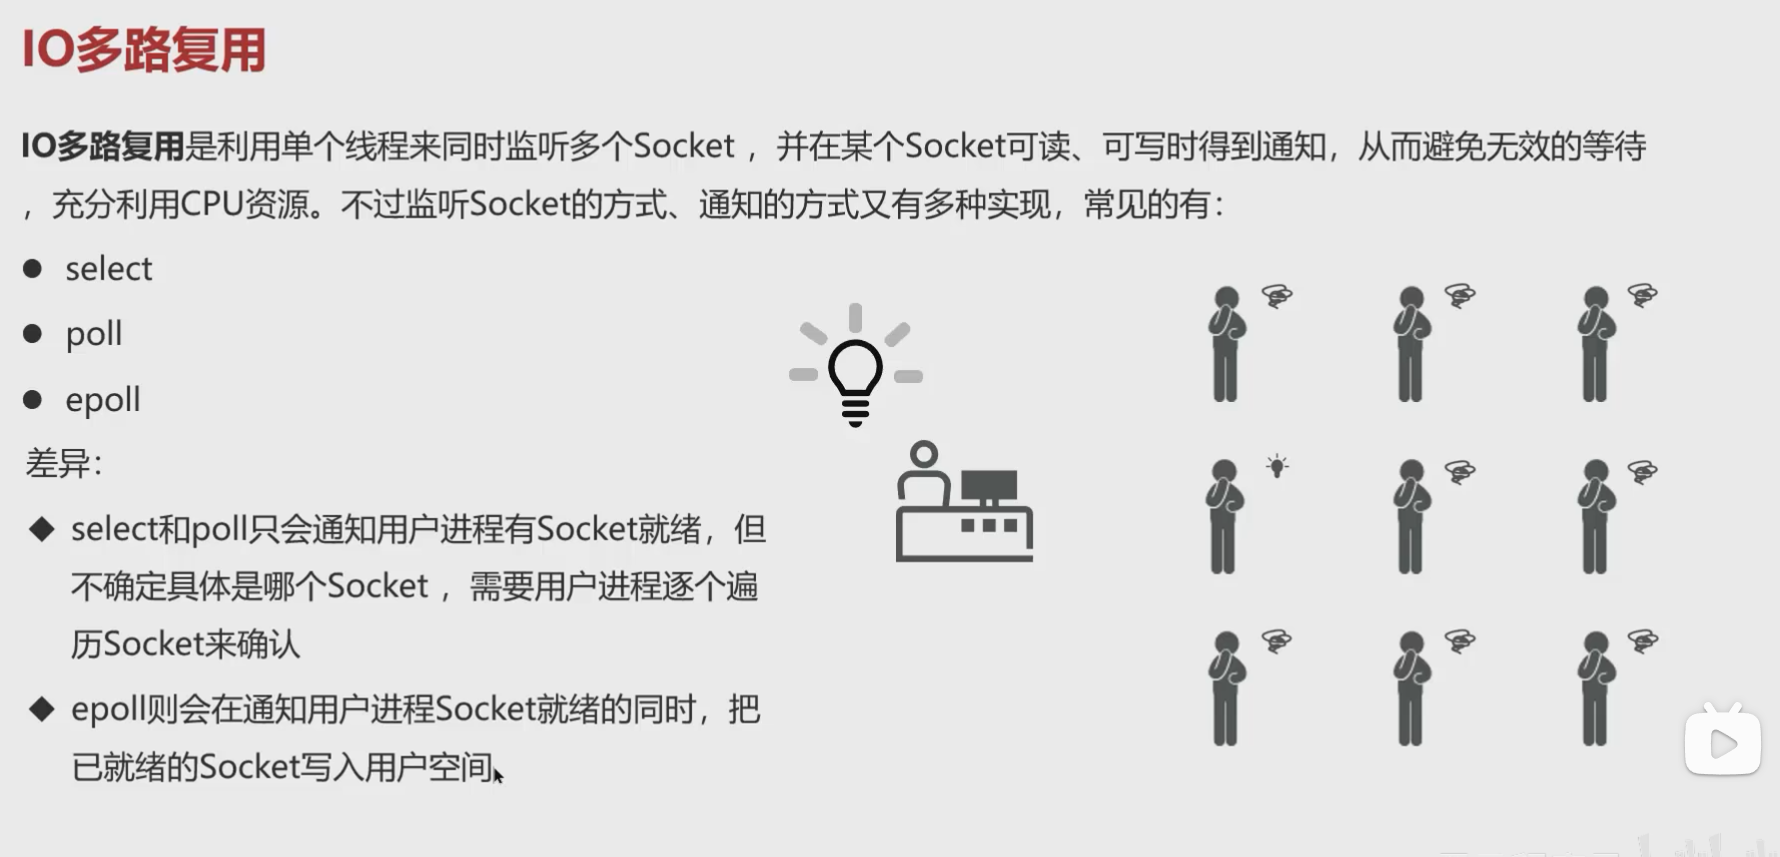 IO多路复用
IO多路复用是利用单个线程来同时监听多个Socket ，并在某个Socket可读、可写时得到通知，从而避免无效的等待
，充分利用CPU资源。不过监听Socket的方式、通知的方式又有多种实现，常见的有：
● select
● poll
● epoll
差异：
◆ select和poll只会通知用户进程有Socket就绪，但
不确定具体是哪个Socket ，需要用户进程逐个遍
历Socket来确认
◆ epoll则会在通知用户进程Socket就绪的同时，把
已就绪的Socket写入用户空间